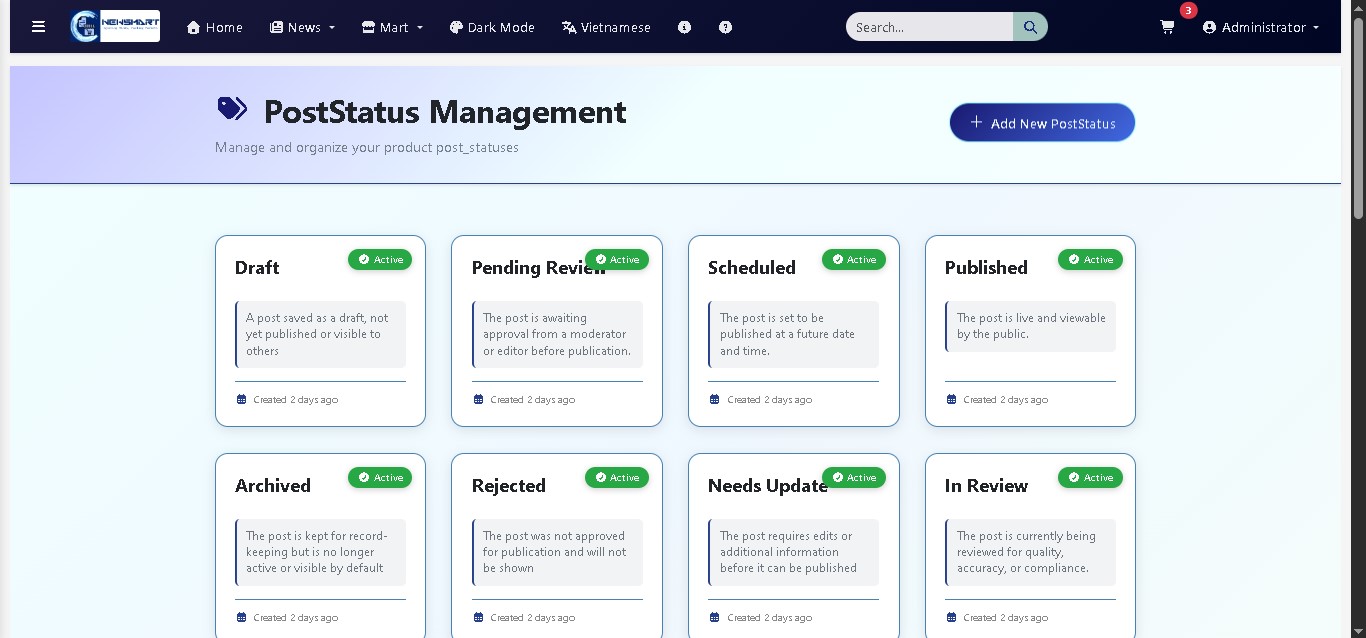 NEWSMART
Home
News
Mart
Dark Mode
Vietnamese
Search...
3
Administrator
PostStatus Management
Manage and organize your product post_statuses
Add New PostStatus
Draft
Active
A post saved as a draft, not
yet published or visible to
others
Created 2 days ago
Pending Review
Active
The post is awaiting
approval from a moderator
or editor before publication.
Created 2 days ago
Scheduled
Active
The post is set to be
published at a future date
and time.
Created 2 days ago
Published
Active
The post is live and viewable
by the public.
Created 2 days ago
Archived
Active
The post is kept for record-
keeping but is no longer
active or visible by default
Created 2 days ago
Rejected
Active
The post was not approved
for publication and will not
be shown
Created 2 days ago
Needs Update
Active
The post requires edits or
additional information
before it can be published
Created 2 days ago
In Review
Active
The post is currently being
reviewed for quality,
accuracy, or compliance.
Created 2 days ago